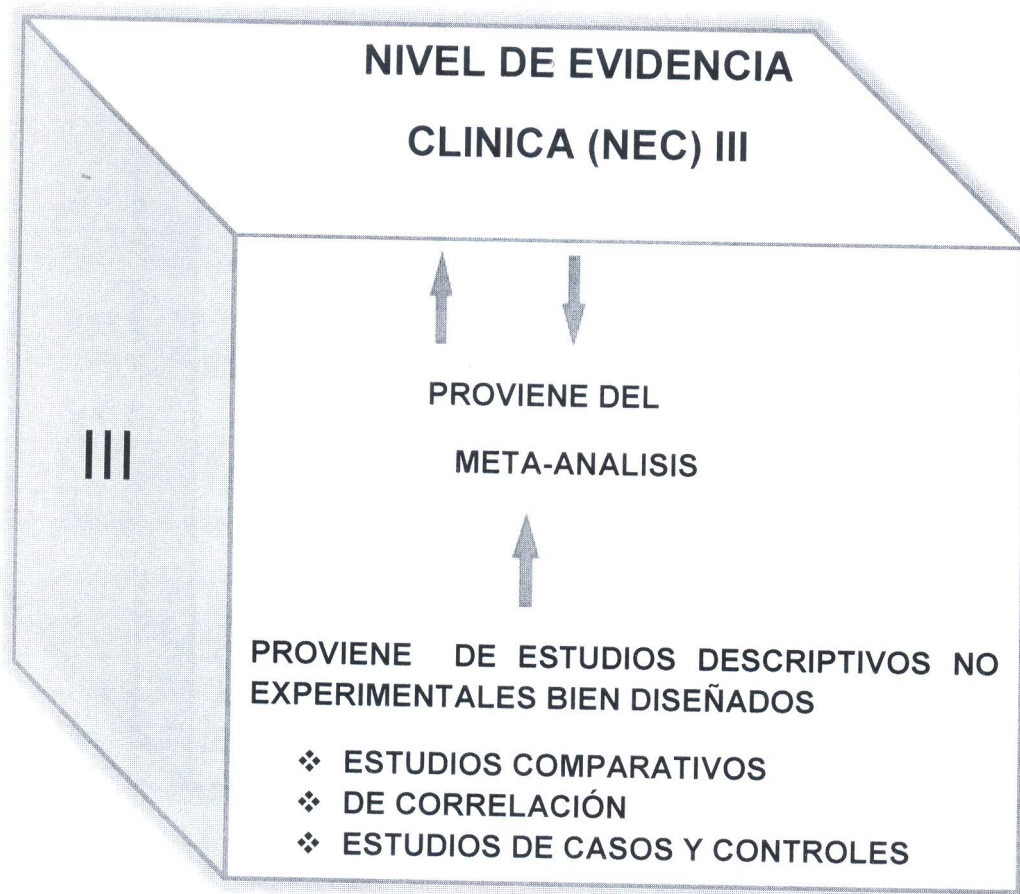 NIVEL DE EVIDENCIA
CLINICA (NEC) III
III
PROVIENE DEL
META-ANALISIS
PROVIENE DE ESTUDIOS DESCRIPTIVOS NO
EXPERIMENTALES BIEN DISEÑADOS
❖ ESTUDIOS COMPARATIVOS
❖ DE CORRELACIÓN
❖ ESTUDIOS DE CASOS Y CONTROLES